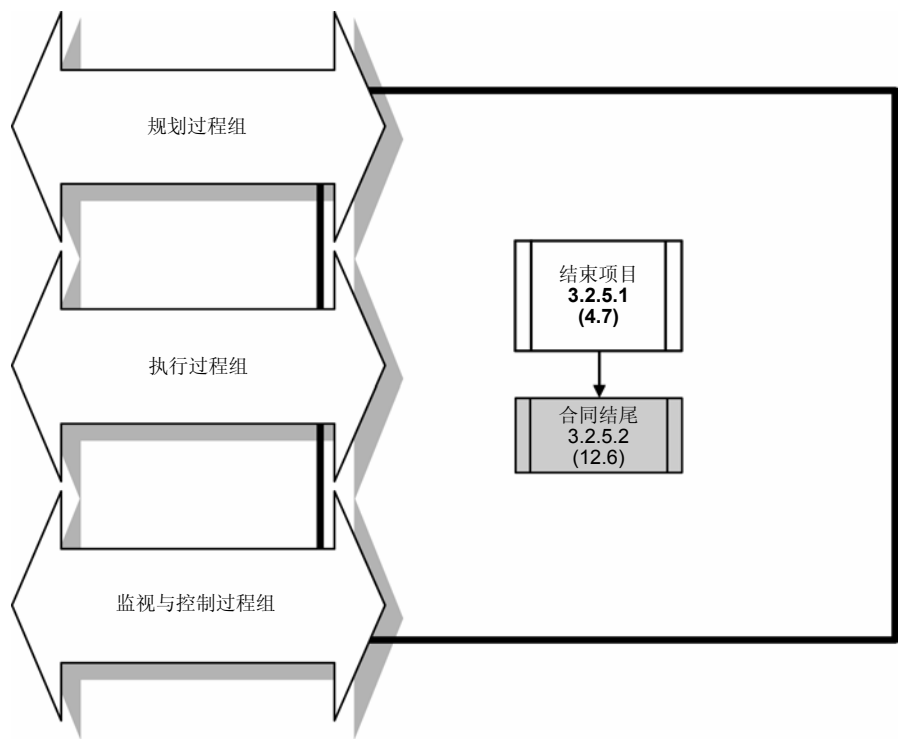 规划过程组
结束项目
3.2.5.1
(4.7)
执行过程组
合同结尾
3.2.5.2
(12.6)
监视与控制过程组